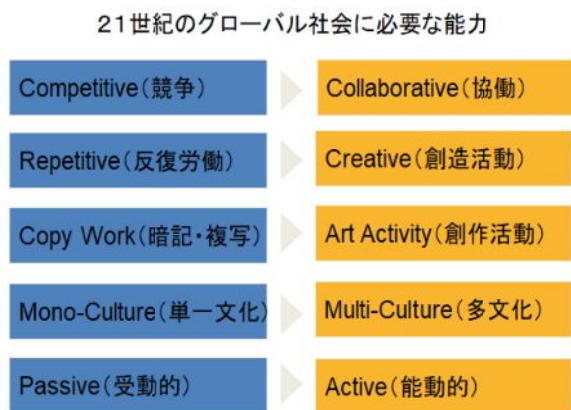 21世紀のグローバル社会に必要な能力
Competitive(競争)
Collaborative(協働)
Repetitive(反復労働)
Creative(創造活動)
Copy Work(暗記・複写)
Art Activity(創作活動)
Mono-Culture(単一文化)
Multi-Culture(多文化)
Passive(受動的)
Active(能動的)